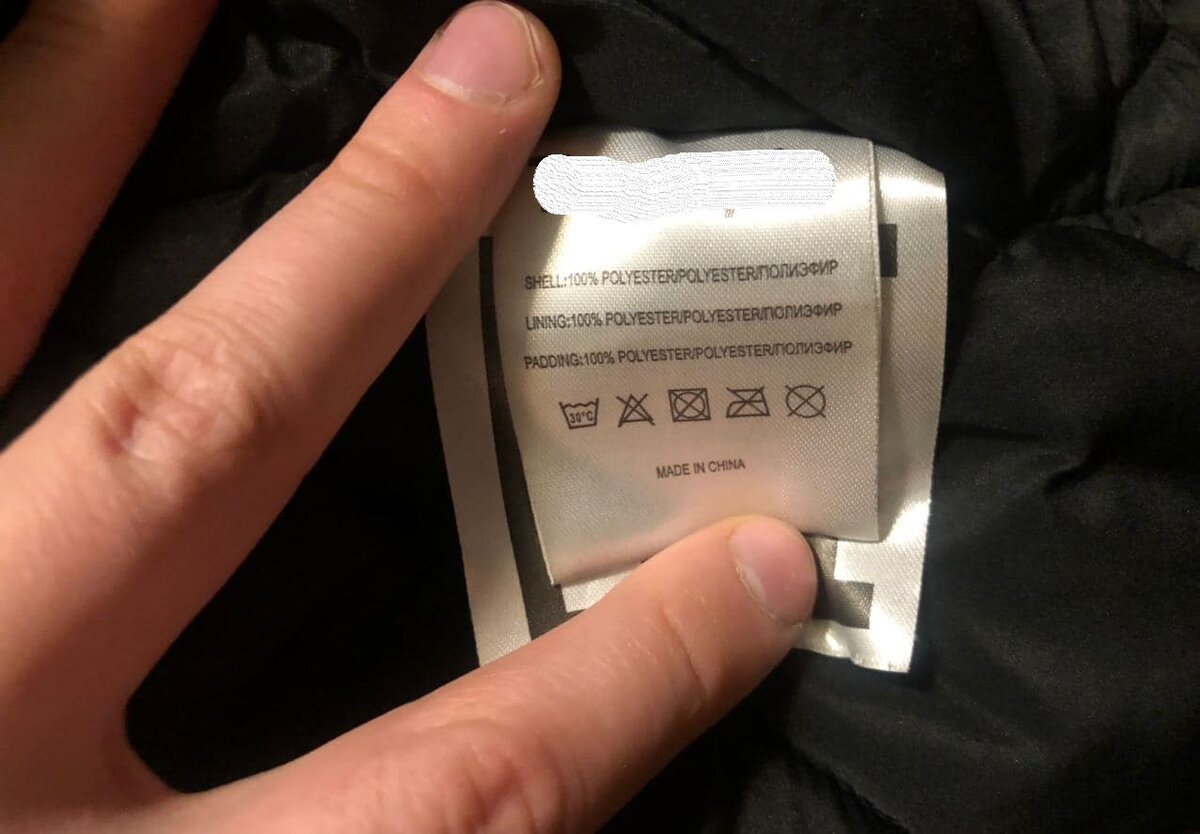 SHELL:100% POLYESTER/POLYESTER/ПОЛИЭФИР
LINING:100% POLYESTER/POLYESTER/ПОЛИЭФИР
PADDING:100% POLYESTER/POLYESTER/ПОЛИЭФИР
30°C
MADE IN CHINA